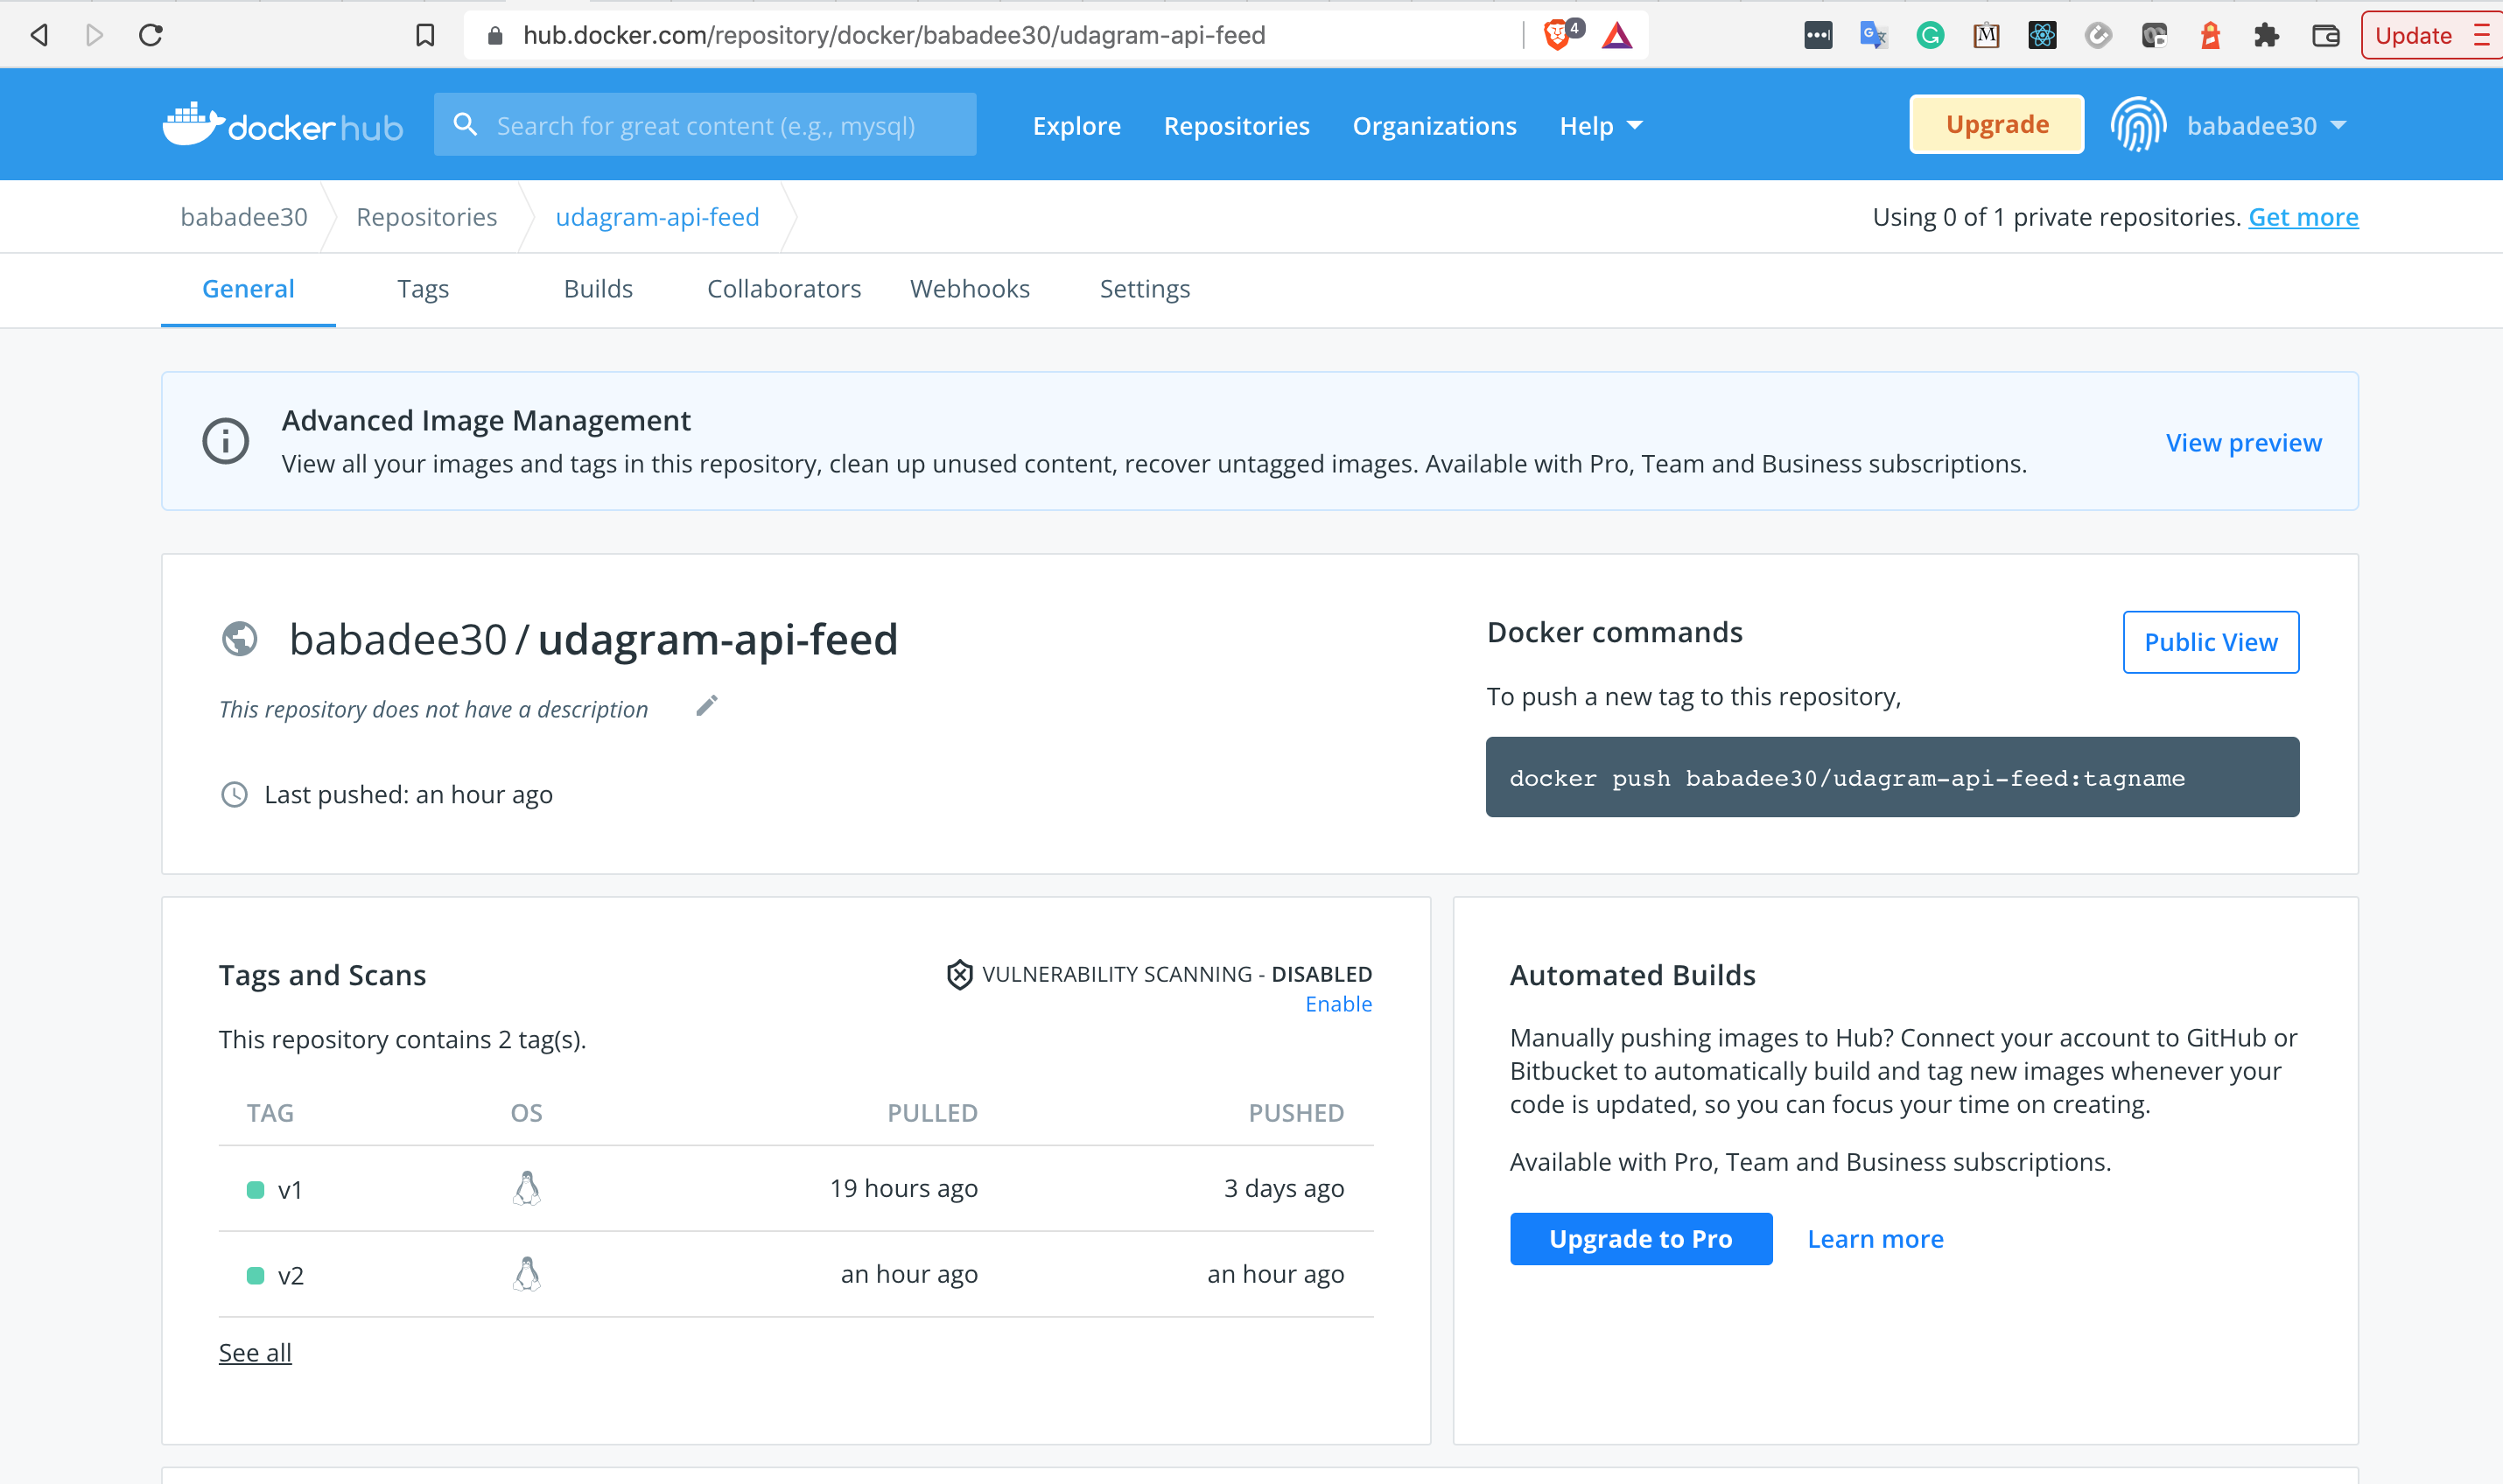 hub.docker.com/repository/docker/babadee30/udagram-api-feed
4
Update
docker hub
Search for great content (e.g., mysql)
Explore
Repositories
Organizations
Help
Upgrade
babadee30
babadee30
Repositories
udagram-api-feed
Using 0 of 1 private repositories. Get more
General
Tags
Builds
Collaborators
Webhooks
Settings
Advanced Image Management
View all your images and tags in this repository, clean up unused content, recover untagged images. Available with Pro, Team and Business subscriptions.
View preview
babadee30 / udagram-api-feed
This repository does not have a description
Last pushed: an hour ago
Docker commands
Public View
To push a new tag to this repository,
docker push babadee30/udagram-api-feed:tagname
Tags and Scans
VULNERABILITY SCANNING - DISABLED
Enable
This repository contains 2 tag(s).
TAG OS PULLED PUSHED
v1 19 hours ago 3 days ago
v2 an hour ago an hour ago
See all
Automated Builds
Manually pushing images to Hub? Connect your account to GitHub or
Bitbucket to automatically build and tag new images whenever your
code is updated, so you can focus your time on creating.
Available with Pro, Team and Business subscriptions.
Upgrade to Pro
Learn more